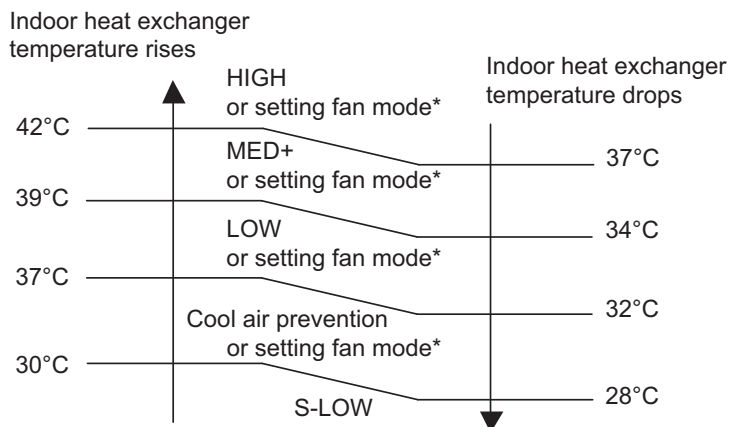 Indoor heat exchanger
temperature rises
HIGH
or setting fan mode*
Indoor heat exchanger
temperature drops
42°C
MED+
or setting fan mode*
37°C
39°C
LOW
or setting fan mode*
34°C
37°C
Cool air prevention
or setting fan mode*
32°C
30°C
S-LOW
28°C